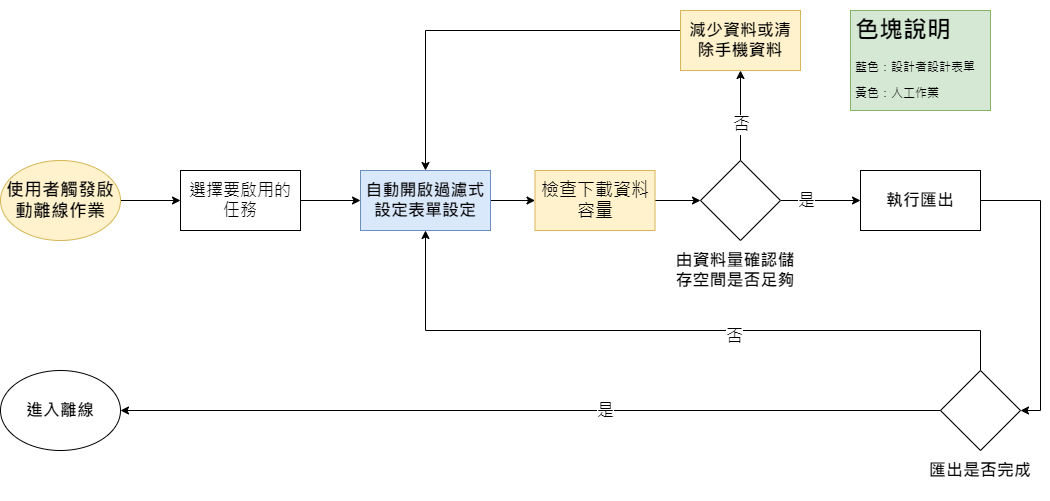 減少資料或清
除手機資料
色塊說明
藍色：設計者設計表單
黃色：人工作業
否
使用者觸發啟
動離線作業
選擇要啟用的
任務
自動開啟過濾式
設定表單設定
檢查下載資料
容量
是
執行匯出
由資料量確認儲
存空間是否足夠
否
進入離線
是
匯出是否完成